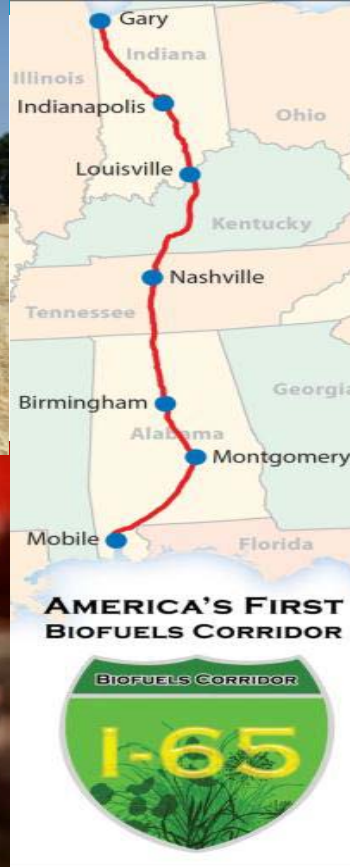 Gary
Indiana
Illinois
Indianapolis
Ohio
Louisville
Kentucky
Nashville
Tennessee
Birmingham
Georgia
Alabama
Montgomery
Mobile
Florida
AMERICA'S FIRST
BIOFUELS CORRIDOR
BIOFUELS CORRIDOR
I-65